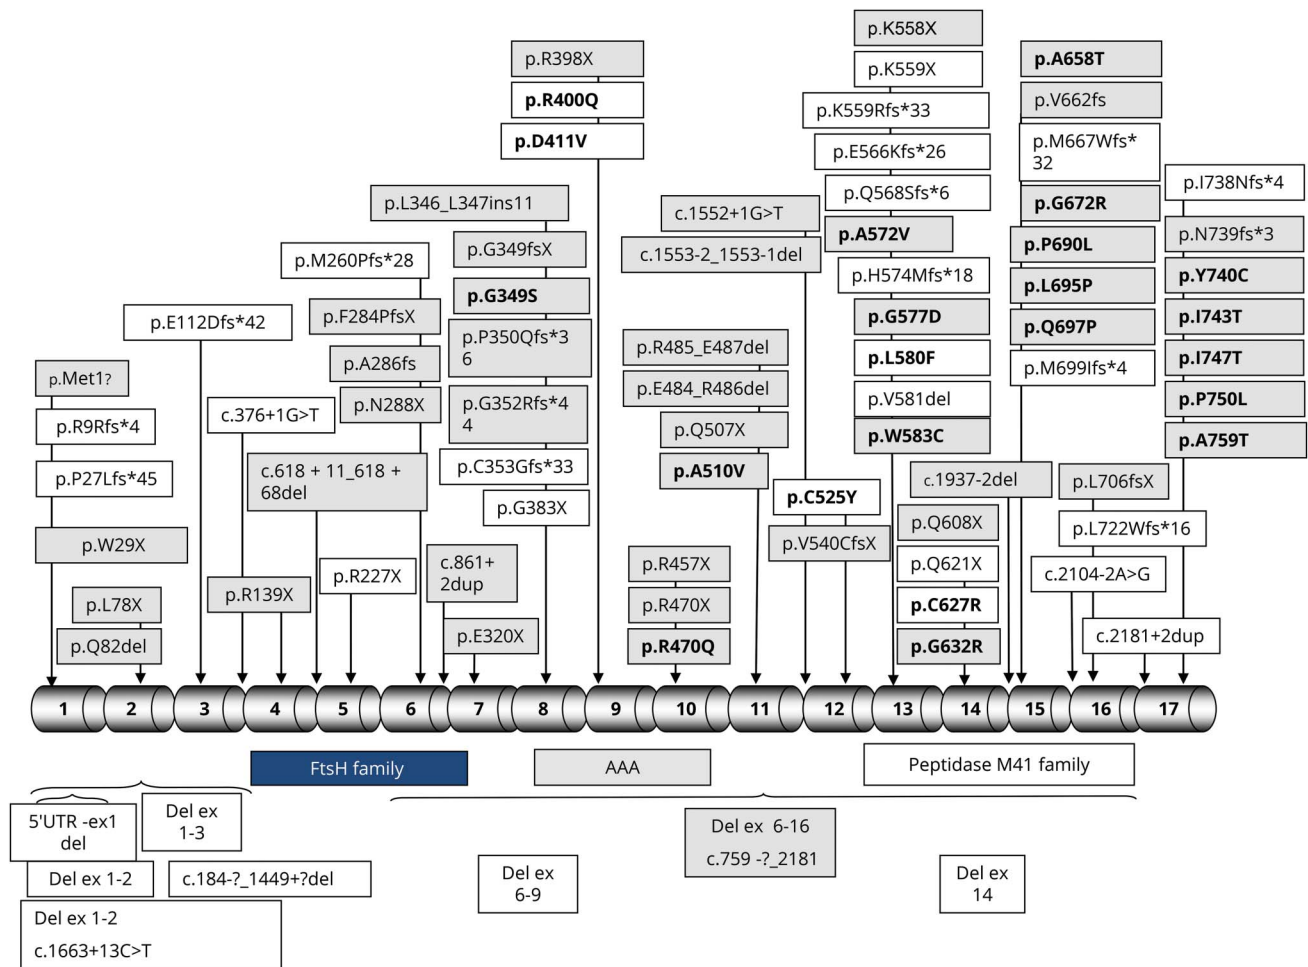 p.K558X
p.R398X
p.A658T
p.K559X
p.R400Q
p.V662fs
p.K559Rfs*33
p.D411V
p.M667Wfs*
32
p.E566Kfs*26
p.I738Nfs*4
p.Q568Sfs*6
p.L346_L347ins11
p.G672R
c.1552+1G>T
p.A572V
p.N739fs*3
p.G349fsX
c.1553-2_1553-1del
p.P690L
p.M260Pfs*28
p.H574Mfs*18
p.Y740C
p.L695P
p.G349S
p.F284PfsX
p.G577D
p.I743T
p.E112Dfs*42
p.Q697P
p.P350Qfs*3
6
p.R485_E487del
p.L580F
p.I747T
p.A286fs
p.M699Ifs*4
p.Met1?
p.E484_R486del
p.V581del
p.P750L
p.N288X
p.G352Rfs*4
4
c.376+1G>T
p.R9Rfs*4
p.Q507X
p.W583C
p.A759T
p.C353Gfs*33
p.A510V
c.618 + 11_618 +
68del
p.P27Lfs*45
c.1937-2del
p.L706fsX
p.C525Y
p.G383X
p.Q608X
p.L722Wfs*16
p.W29X
p.V540CfsX
c.861+
2dup
p.R457X
p.Q621X
p.R227X
c.2104-2A>G
p.R139X
p.L78X
p.R470X
p.C627R
p.E320X
c.2181+2dup
p.Q82del
p.R470Q
p.G632R
1 2 3 4 5 6 7 8 9 10 11 12 13 14 15 16 17
FtsH family
AAA
Peptidase M41 family
5'UTR -ex1
del
Del ex
1-3
Del ex 6-16
c.759 -?_2181
Del ex 1-2
c.184-?_1449+?del
Del ex
6-9
Del ex
14
Del ex 1-2
c.1663+13C>T